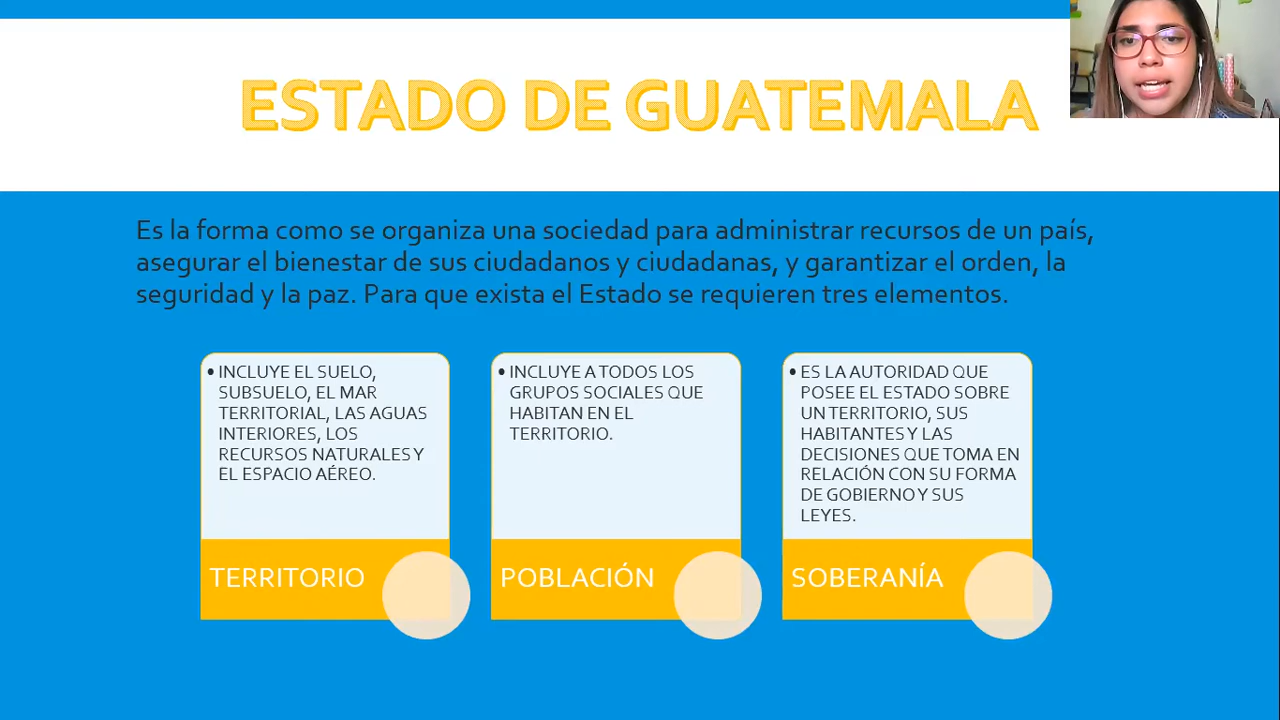 ESTADO DE GUATEMALA
Es la forma como se organiza una sociedad para administrar recursos de un país,
asegurar el bienestar de sus ciudadanos y ciudadanas, y garantizar el orden, la
seguridad y la paz. Para que exista el Estado se requieren tres elementos.
• INCLUYE EL SUELO,
SUBSUELO, EL MAR
TERRITORIAL, LAS AGUAS
INTERIORES, LOS
RECURSOS NATURALES Y
EL ESPACIO AÉREO.
TERRITORIO
• INCLUYE A TODOS LOS
GRUPOS SOCIALES QUE
HABITAN EN EL
TERRITORIO.
POBLACIÓN
• ES LA AUTORIDAD QUE
POSEE EL ESTADO SOBRE
UN TERRITORIO, SUS
HABITANTES Y LAS
DECISIONES QUE TOMA EN
RELACIÓN CON SU FORMA
DE GOBIERNO Y SUS
LEYES.
SOBERANÍA